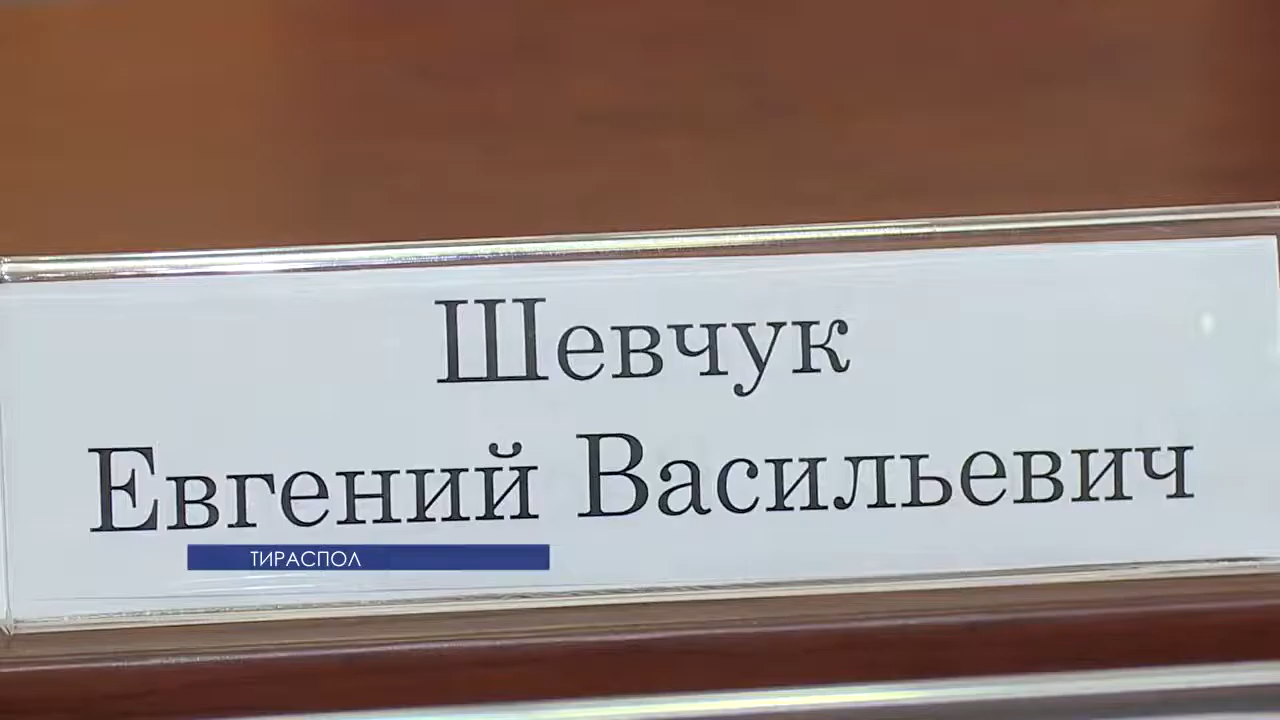 Шевчук
Евгений Васильевич
ТИРАСПОЛ